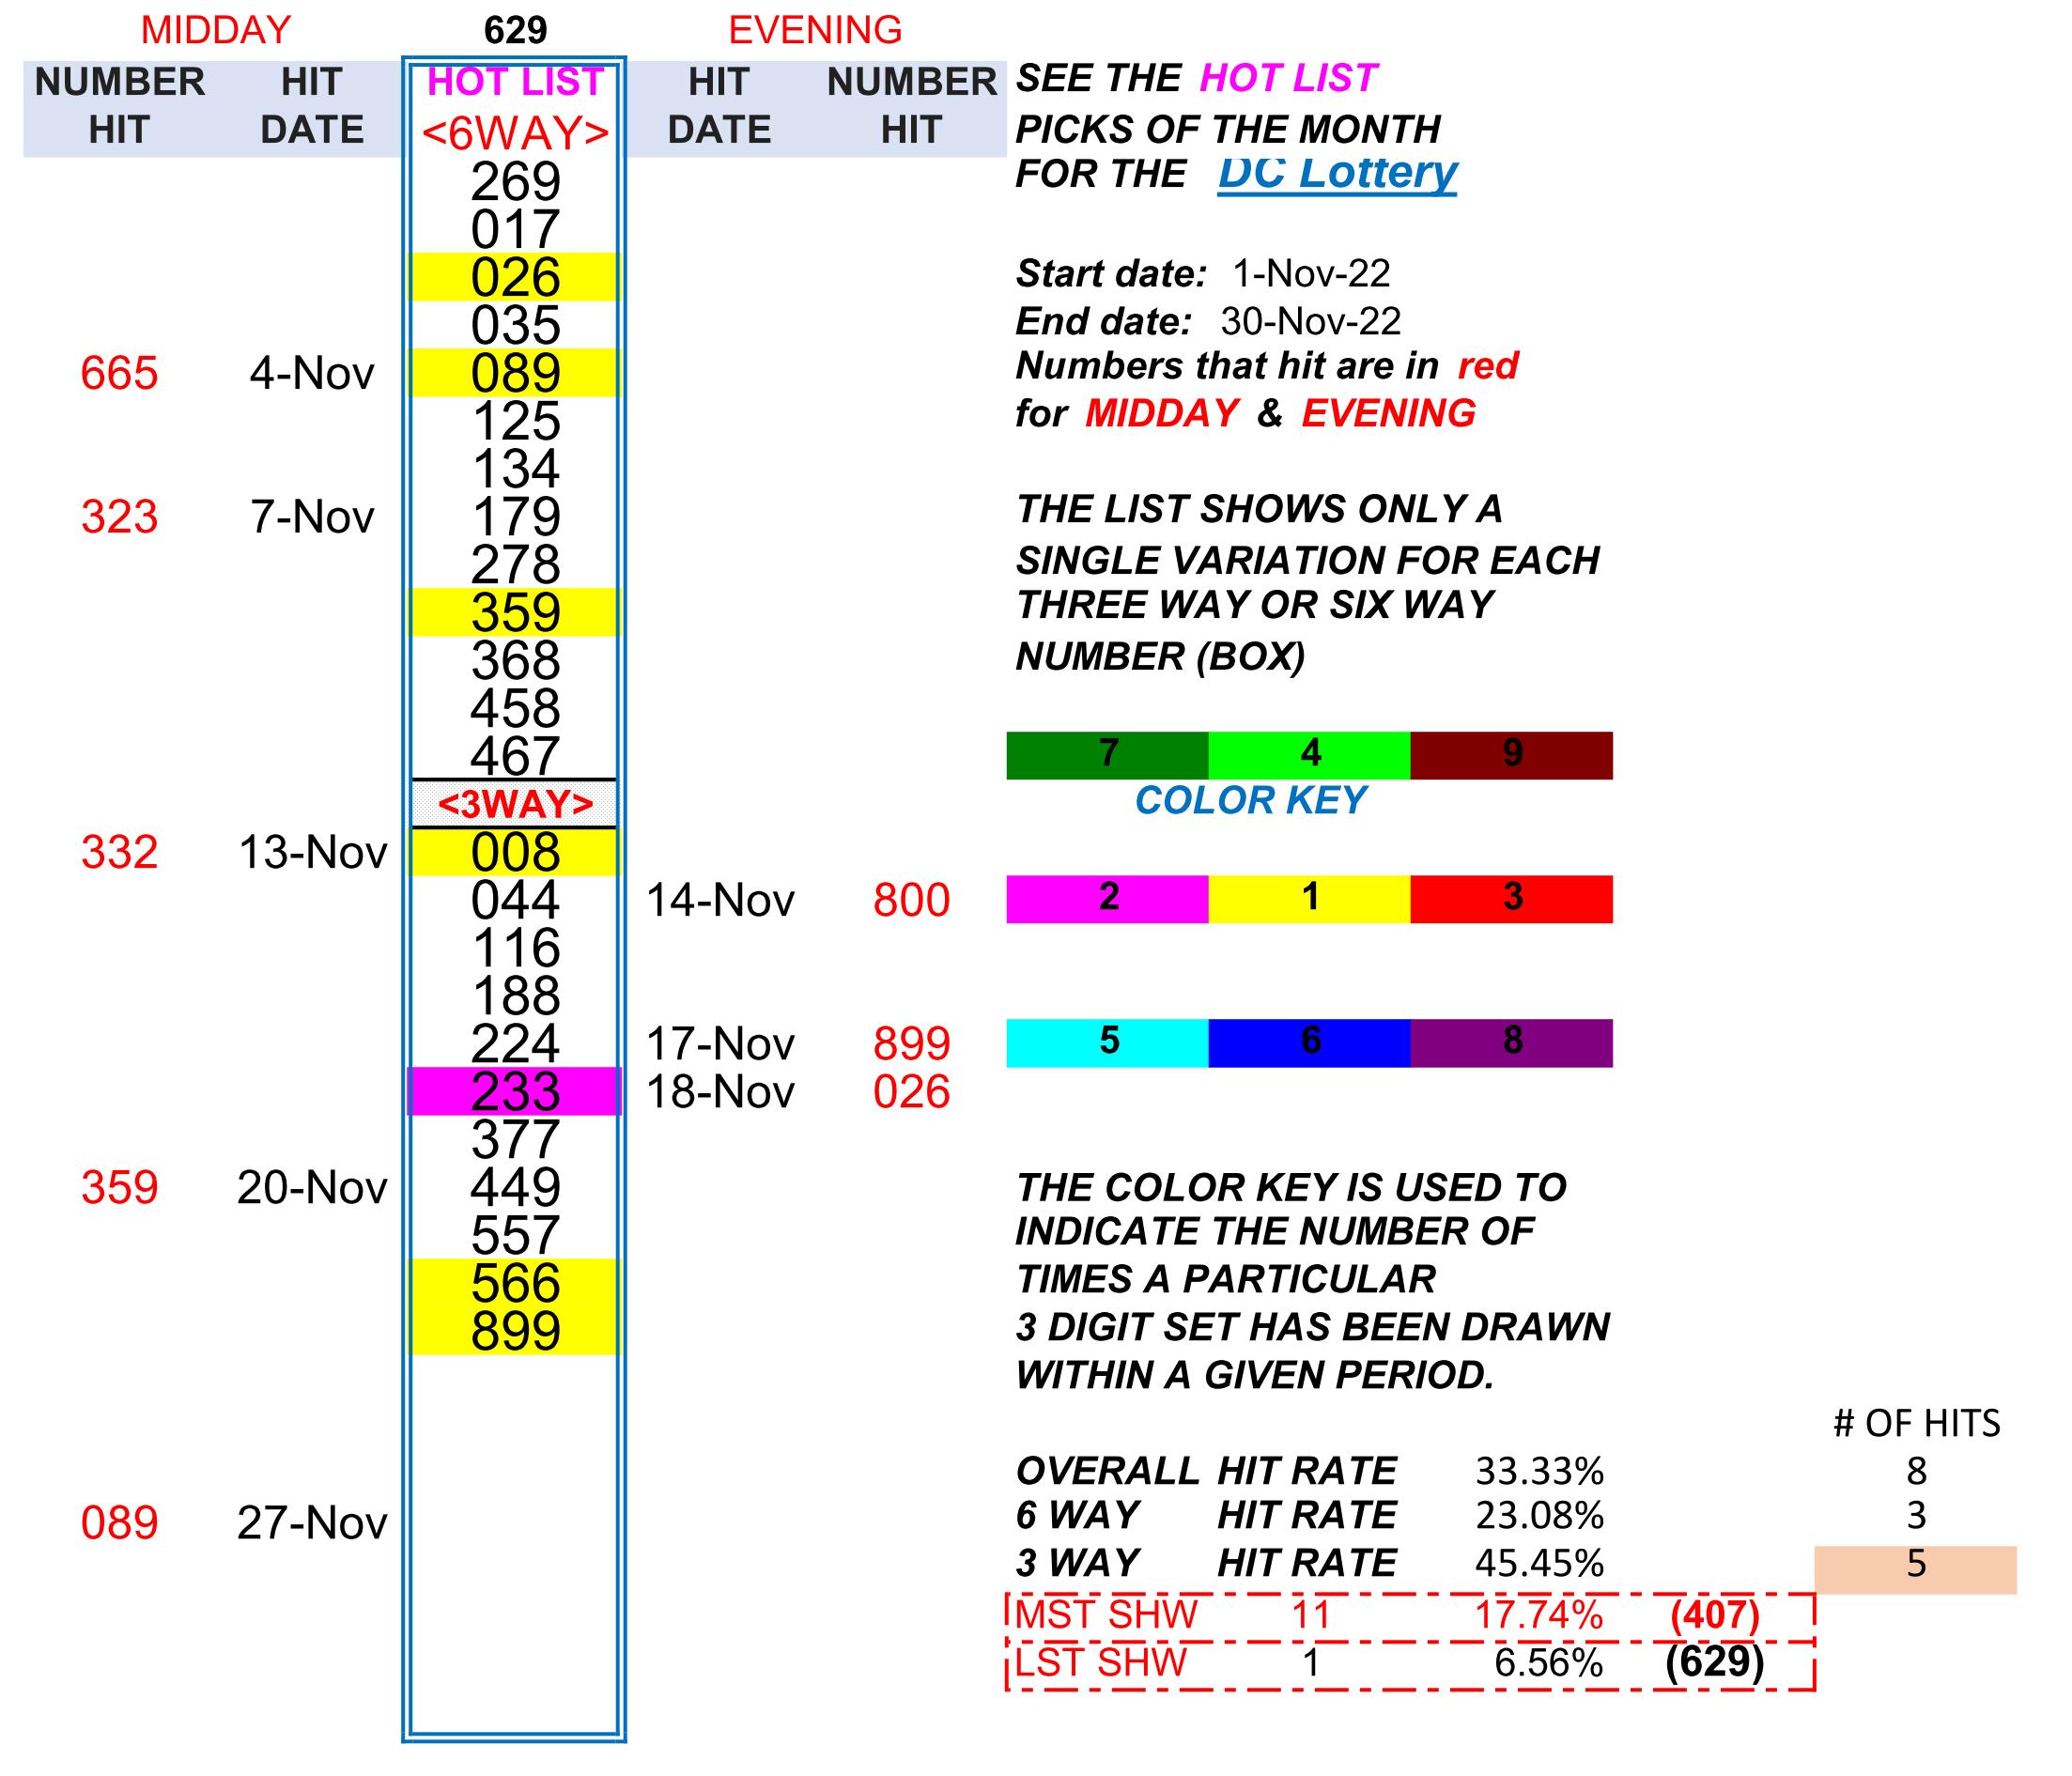 MIDDAY 629 EVENING
NUMBER HIT HOT LIST HIT NUMBER SEE THE HOT LIST
HIT DATE <6WAY> DATE HIT PICKS OF THE MONTH
269 FOR THE DC Lottery
017
026 Start date: 1-Nov-22
035 End date: 30-Nov-22
665 4-Nov 089 Numbers that hit are in red
125 for MIDDAY & EVENING
134
323 7-Nov 179 THE LIST SHOWS ONLY A
278 SINGLE VARIATION FOR EACH
359 THREE WAY OR SIX WAY
368 NUMBER (BOX)
458
467 7 4 9
<3WAY> COLOR KEY
332 13-Nov 008
044 14-Nov 800 2 1 3
116
188
224 17-Nov 899 5 6 8
233 18-Nov 026
377
359 20-Nov 449 THE COLOR KEY IS USED TO
557 INDICATE THE NUMBER OF
566 TIMES A PARTICULAR
899 3 DIGIT SET HAS BEEN DRAWN
WITHIN A GIVEN PERIOD.
# OF HITS
OVERALL HIT RATE 33.33% 8
089 27-Nov 6 WAY HIT RATE 23.08% 3
3 WAY HIT RATE 45.45% 5
MST SHW 11 17.74% (407)
LST SHW 1 6.56% (629)